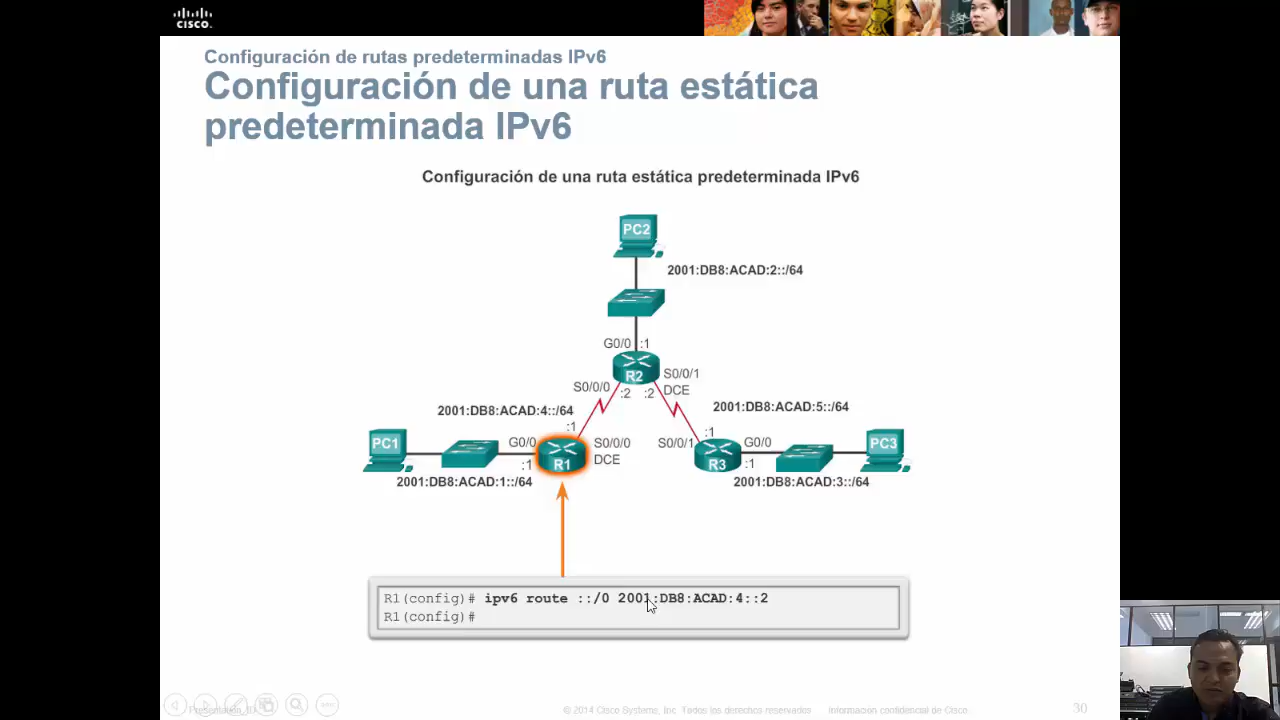 CISCO
Configuración de rutas predeterminadas IPv6
Configuración de una ruta estática
predeterminada IPv6
Configuración de una ruta estática predeterminada IPv6
PC2
2001:DB8:ACAD:2::/64
G0/0 :1
R2
S0/0/1
DCE
S0/0/0
:2 :2
2001:DB8:ACAD:4::/64
2001:DB8:ACAD:5::/64
:1
:1
PC1
G0/0
:1
R1
S0/0/0
DCE
S0/0/1
R3
G0/0
:1
PC3
2001:DB8:ACAD:1::/64
2001:DB8:ACAD:3::/64
R1(config)# ipv6 route ::/0 2001:DB8:ACAD:4::2
R1(config)#
© 2014 Cisco Systems, Inc. Todos los derechos reservados. Información confidencial de Cisco. 30